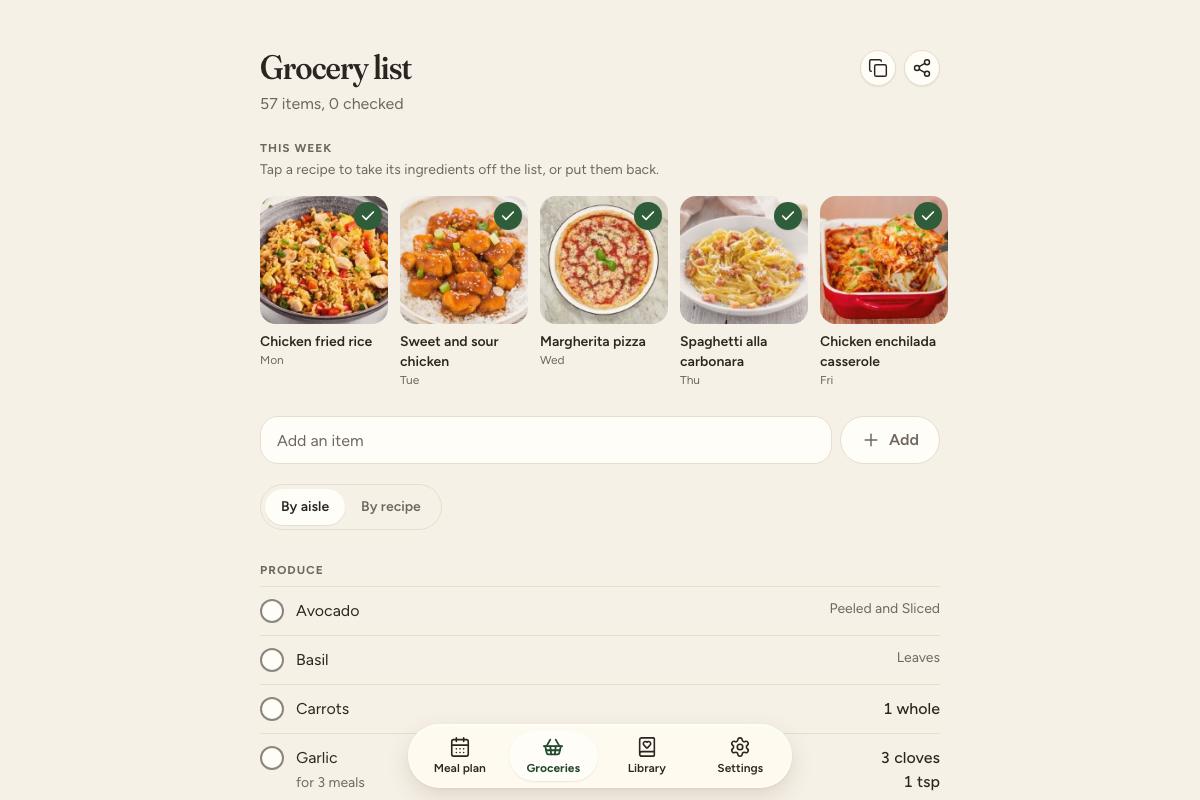 Grocery list
57 items, 0 checked
THIS WEEK
Tap a recipe to take its ingredients off the list, or put them back.
Chicken fried rice
Mon
Sweet and sour
chicken
Tue
Margherita pizza
Wed
Spaghetti alla
carbonara
Thu
Chicken enchilada
casserole
Fri
Add an item
Add
By aisle
By recipe
PRODUCE
Avocado
Peeled and Sliced
Basil
Leaves
Carrots
1 whole
Garlic
3 cloves
for 3 meals
1 tsp
Meal plan
Groceries
Library
Settings